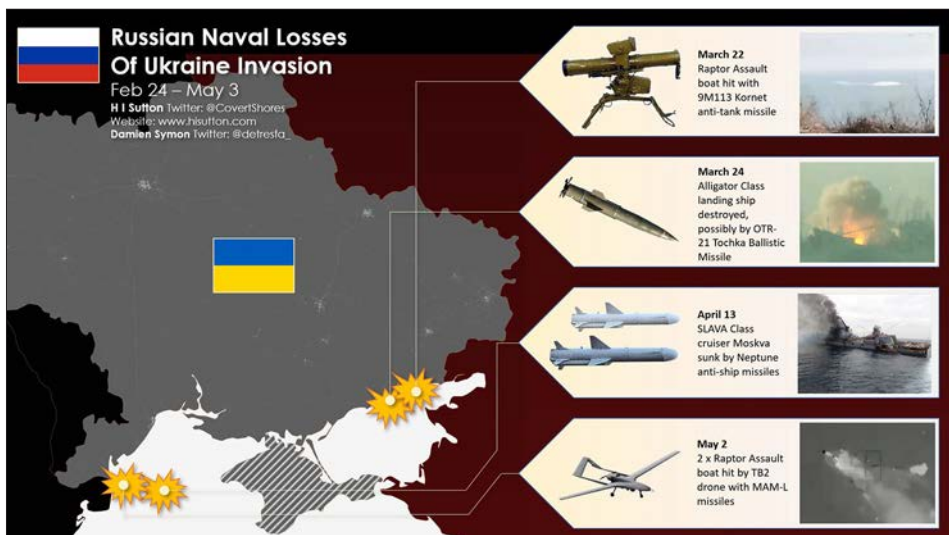 Russian Naval Losses
Of Ukraine Invasion
Feb 24 – May 3
H I Sutton Twitter: @CovertShores
Website: www.hisutton.com
Damien Symon Twitter: @detresfa_
March 22
Raptor Assault
boat hit with
9M113 Kornet
anti-tank missile
March 24
Alligator Class
landing ship
destroyed,
possibly by OTR-
21 Tochka Ballistic
Missile
April 13
SLAVA Class
cruiser Moskva
sunk by Neptune
anti-ship missiles
May 2
2 x Raptor Assault
boat hit by TB2
drone with MAM-L
missiles